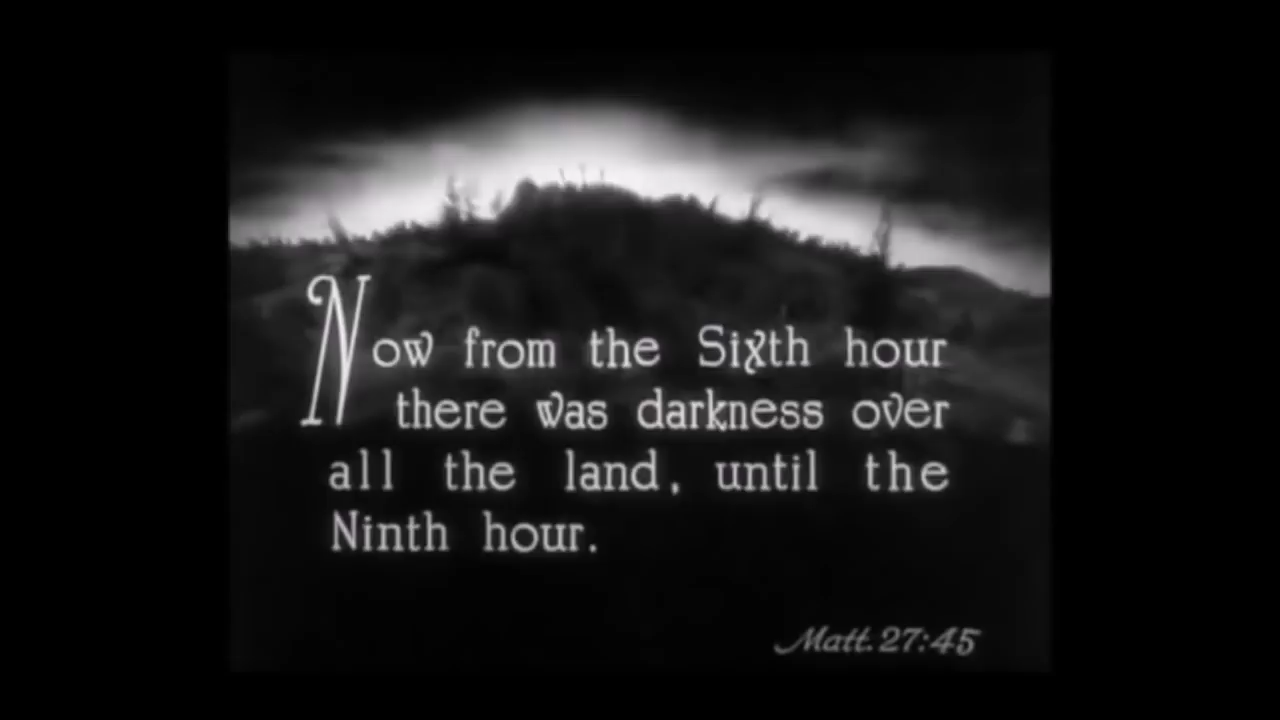 Now from the Sixth hour
there was darkness over
all the land, until the
Ninth hour.
Matt. 27:45